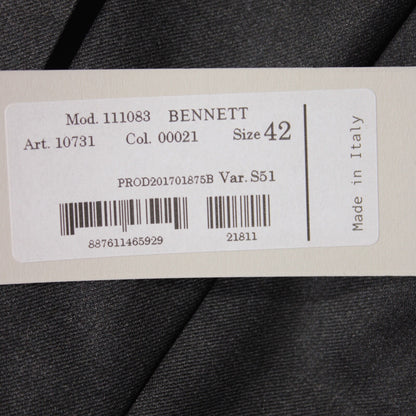 Mod. 111083 BENNETT
Art. 10731 Col. 00021 Size 42
PROD201701875B Var. S51
887611465929 21811
Made in Italy